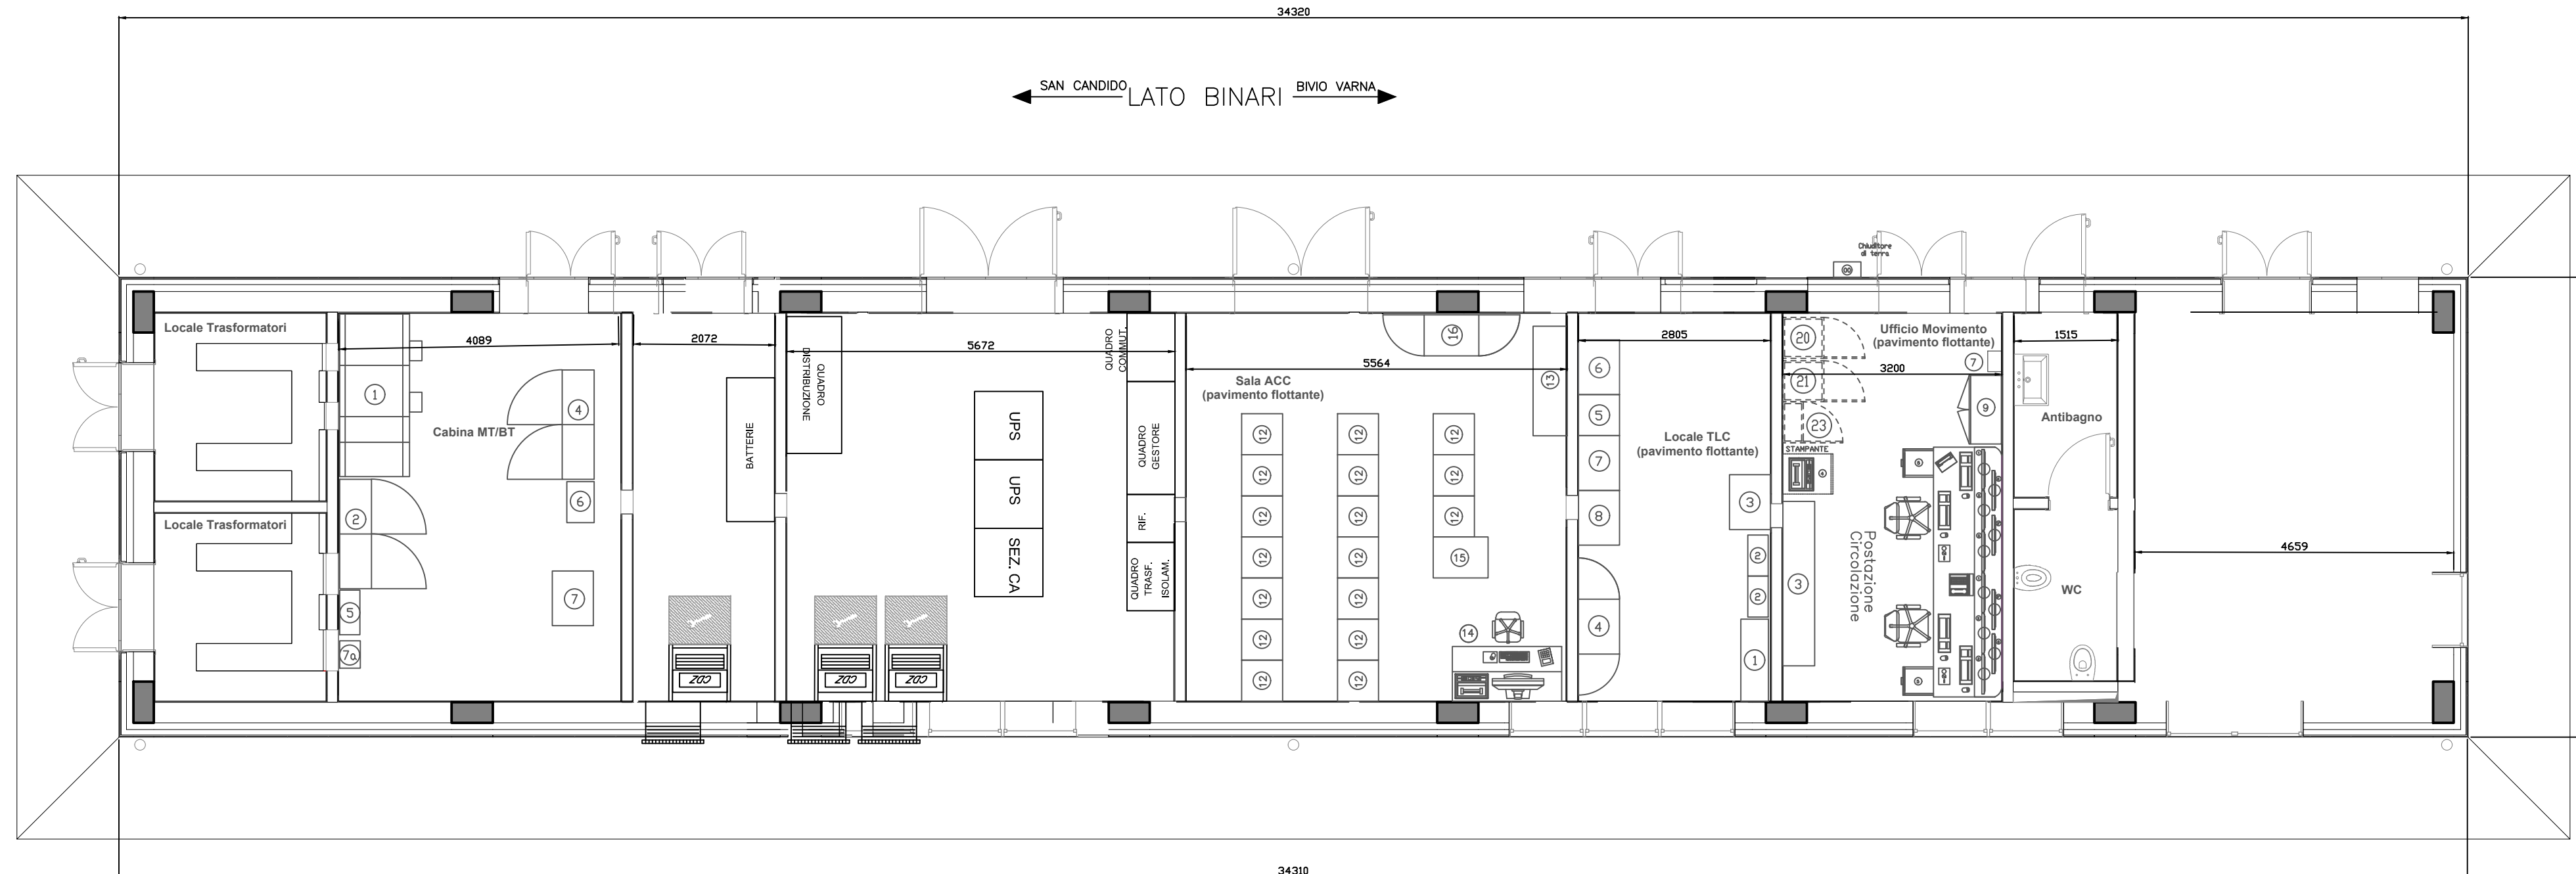 34320
SAN CANDIDO LATO BINARI BIVIO VARNA
Chiuditore
di terra
Locale Trasformatori
1
4089
Cabina MT/BT
4
6
2
7
5
7a
Locale Trasformatori
2072
BATTERIE
CDZ
QUADRO
DISTRIBUZIONE
5672
UPS
UPS
SEZ. CA
CDZ
CDZ
QUADRO
COMMUT.
QUADRO
GESTORE
RIF.
QUADRO
TRASF.
ISOLAM.
5564
Sala ACC
(pavimento flottante)
16
13
12 12 12
12 12 12
12 12 12
12 12 15
12 12
12 12
12 12
14
2805
6
5
7
8
4
Locale TLC
(pavimento flottante)
3
2
2
1
20
21
23
Ufficio Movimento
(pavimento flottante)
7
3200
9
STAMPANTE
3
Postazione
Circolazione
1515
Antibagno
WC
4659
34310